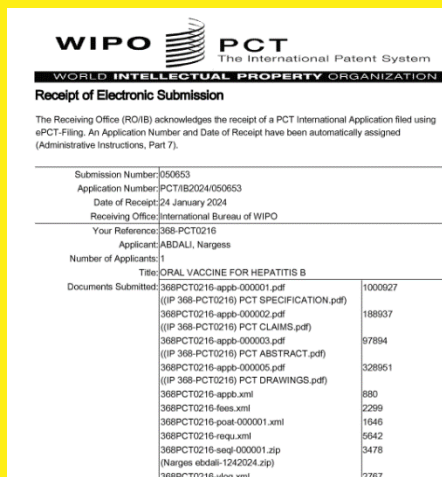 WIPO PCT
The International Patent System
WORLD INTELLECTUAL PROPERTY ORGANIZATION
Receipt of Electronic Submission
The Receiving Office (RO/IB) acknowledges the receipt of a PCT International Application filed using
ePCT-Filing. An Application Number and Date of Receipt have been automatically assigned
(Administrative Instructions, Part 7).
Submission Number: 050653
Application Number: PCT/IB2024/050653
Date of Receipt: 24 January 2024
Receiving Office: International Bureau of WIPO
Your Reference: 368-PCT0216
Applicant: ABDALI, Nargess
Number of Applicants: 1
Title: ORAL VACCINE FOR HEPATITIS B
Documents Submitted: 368PCT0216-appb-000001.pdf 1000927
((IP 368-PCT0216) PCT SPECIFICATION.pdf)
368PCT0216-appb-000002.pdf 188937
((IP 368-PCT0216) PCT CLAIMS.pdf)
368PCT0216-appb-000003.pdf 97894
((IP 368-PCT0216) PCT ABSTRACT.pdf)
368PCT0216-appb-000005.pdf 328951
((IP 368-PCT0216) PCT DRAWINGS.pdf)
368PCT0216-appb.xml 880
368PCT0216-fees.xml 2299
368PCT0216-poat-000001.xml 1646
368PCT0216-requ.xml 5642
368PCT0216-seql-000001.zip 3478
(Narges ebdali-1242024.zip)
368PCT0216-vlog.xml 2767